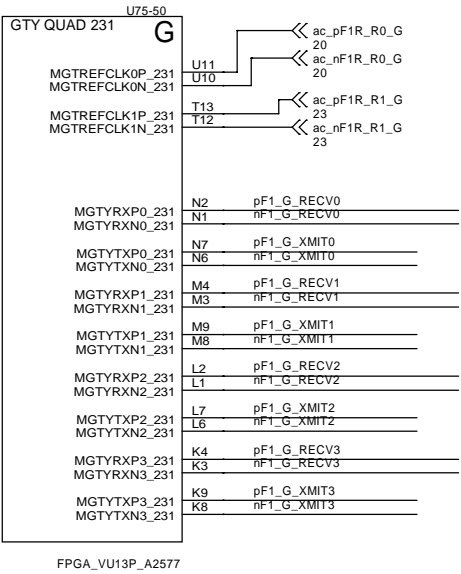 U75-50
GTY QUAD 231 G
MGTREFCLK0P_231 U11 ac_pF1R_R0_G
20
MGTREFCLK0N_231 U10 ac_nF1R_R0_G
20
MGTREFCLK1P_231 T13 ac_pF1R_R1_G
23
MGTREFCLK1N_231 T12 ac_nF1R_R1_G
23
MGTYRXP0_231 N2 pF1_G_RECV0
MGTYRXN0_231 N1 nF1_G_RECV0
MGTYTXP0_231 N7 pF1_G_XMIT0
MGTYTXN0_231 N6 nF1_G_XMIT0
MGTYRXP1_231 M4 pF1_G_RECV1
MGTYRXN1_231 M3 nF1_G_RECV1
MGTYTXP1_231 M9 pF1_G_XMIT1
MGTYTXN1_231 M8 nF1_G_XMIT1
MGTYRXP2_231 L2 pF1_G_RECV2
MGTYRXN2_231 L1 nF1_G_RECV2
MGTYTXP2_231 L7 pF1_G_XMIT2
MGTYTXN2_231 L6 nF1_G_XMIT2
MGTYRXP3_231 K4 pF1_G_RECV3
MGTYRXN3_231 K3 nF1_G_RECV3
MGTYTXP3_231 K9 pF1_G_XMIT3
MGTYTXN3_231 K8 nF1_G_XMIT3
FPGA_VU13P_A2577